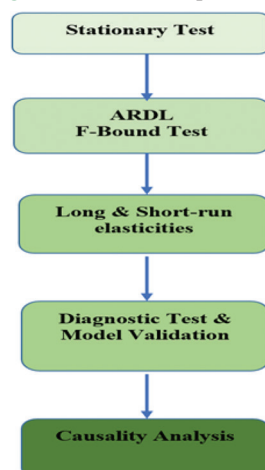 Stationary Test
ARDL
F-Bound Test
Long & Short-run
elasticities
Diagnostic Test &
Model Validation
Causality Analysis